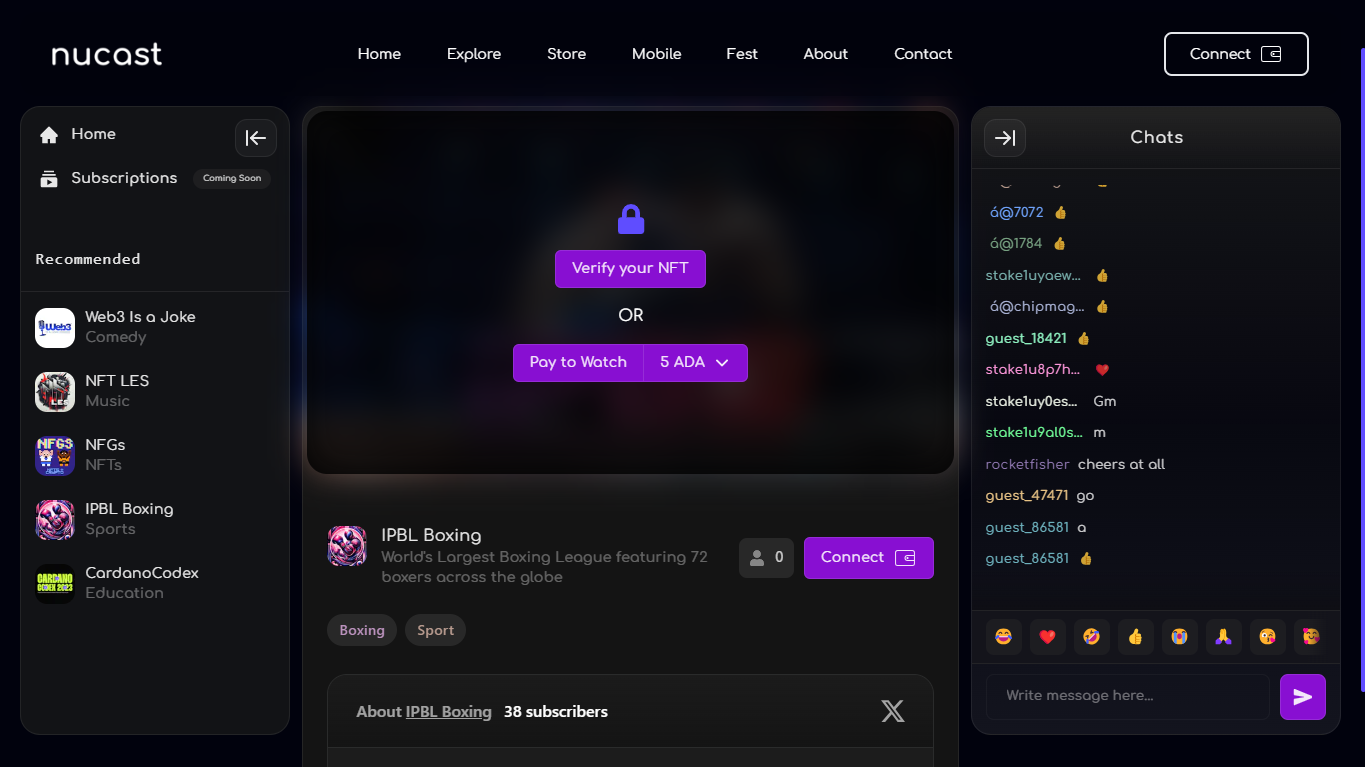 nucast
Home
Explore
Store
Mobile
Fest
About
Contact
Connect
Home
Subscriptions
Coming Soon
Recommended
Web3 Is a Joke
Comedy
NFT LES
Music
NFGs
NFTs
IPBL Boxing
Sports
CardanoCodex
Education
Verify your NFT
OR
Pay to Watch
5 ADA
IPBL Boxing
World's Largest Boxing League featuring 72
boxers across the globe
0
Connect
Boxing
Sport
About IPBL Boxing
38 subscribers
Chats
á@7072 👍
á@1784 👍
stake1uyaew... 👍
á@chipmag... 👍
guest_18421 👍
stake1u8p7h... ❤️
stake1uy0es... Gm
stake1u9al0s... m
rocketfisher cheers at all
guest_47471 go
guest_86581 a
guest_86581 👍
Write message here...